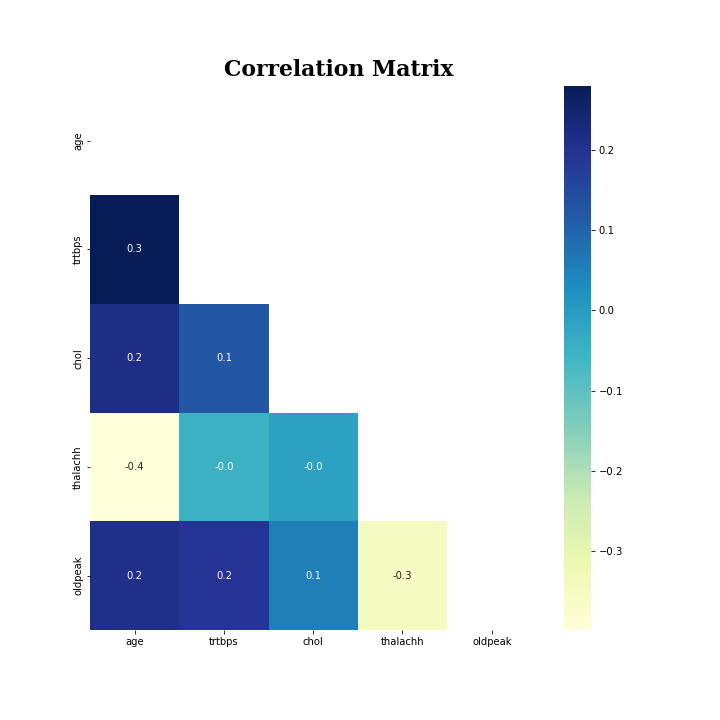 Correlation Matrix
age
trtbps
0.3
chol
0.2 0.1
thalachh
-0.4 -0.0 -0.0
oldpeak
0.2 0.2 0.1 -0.3
age trtbps chol thalachh oldpeak
0.2
0.1
0.0
−0.1
−0.2
−0.3